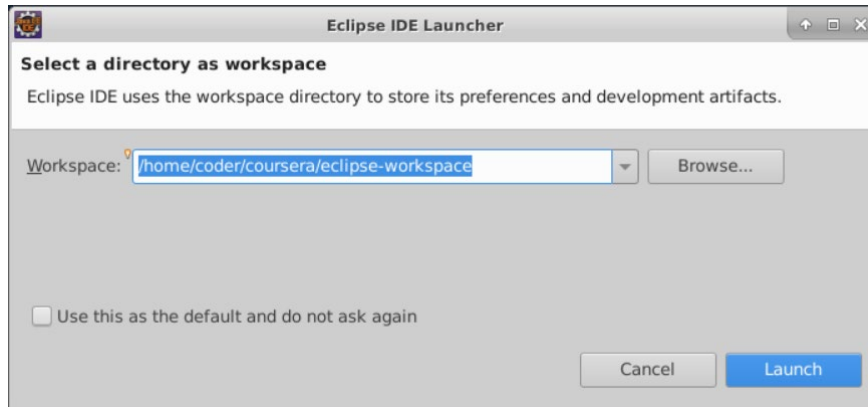 Eclipse IDE Launcher
Select a directory as workspace
Eclipse IDE uses the workspace directory to store its preferences and development artifacts.
Workspace: /home/coder/coursera/eclipse-workspace Browse...
Use this as the default and do not ask again
Cancel Launch